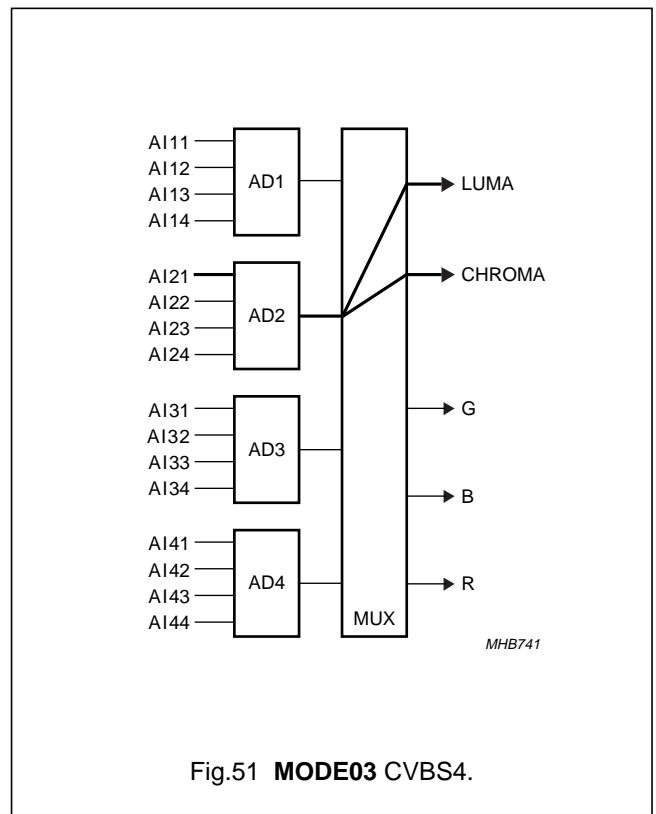 AI11
AI12
AI13
AI14
AD1
LUMA
AI21
AI22
AI23
AI24
AD2
CHROMA
AI31
AI32
AI33
AI34
AD3
G
B
AI41
AI42
AI43
AI44
AD4
R
MUX
MHB741
Fig.51 MODE03 CVBS4.